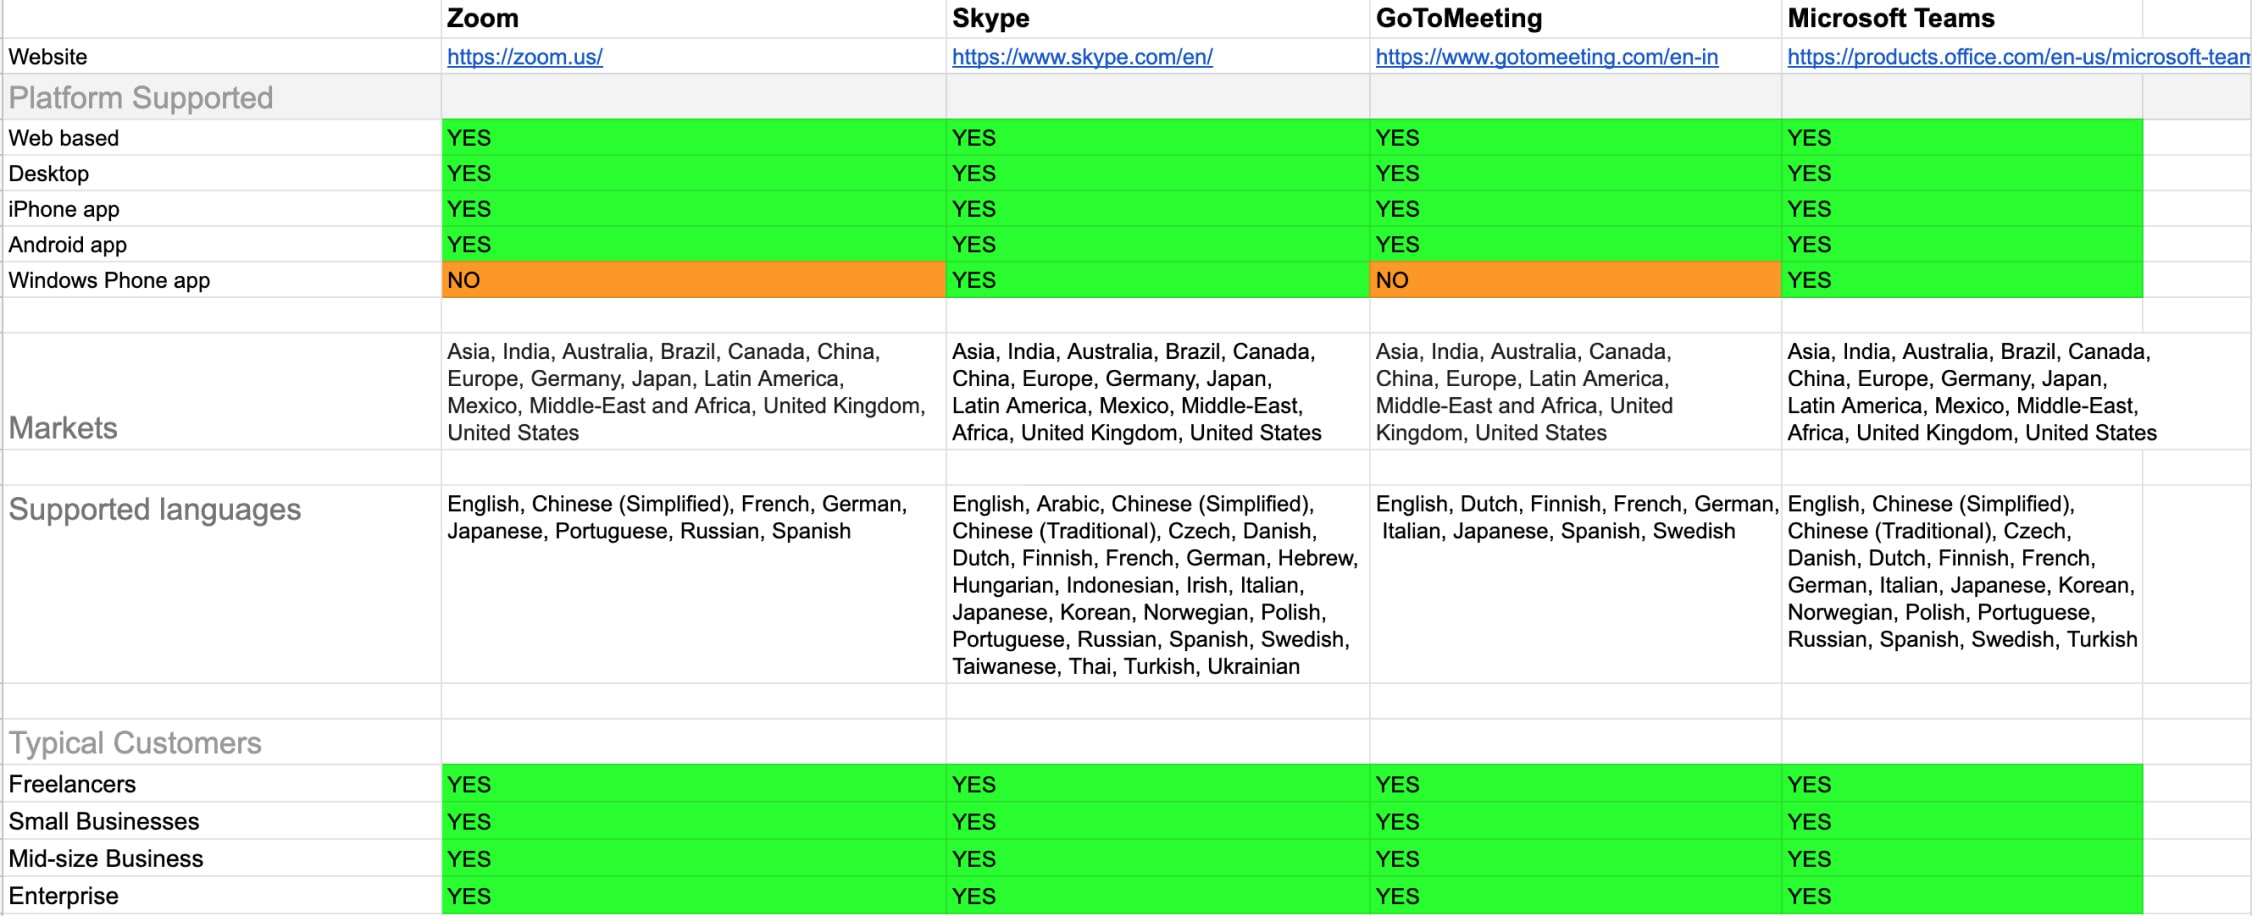 Zoom Skype GoToMeeting Microsoft Teams
Website https://zoom.us/ https://www.skype.com/en/ https://www.gotomeeting.com/en-in https://products.office.com/en-us/microsoft-team
Platform Supported
Web based YES YES YES YES
Desktop YES YES YES YES
iPhone app YES YES YES YES
Android app YES YES YES YES
Windows Phone app NO YES NO YES
Markets
Asia, India, Australia, Brazil, Canada, China,
Europe, Germany, Japan, Latin America,
Mexico, Middle-East and Africa, United Kingdom,
United States
Asia, India, Australia, Brazil, Canada,
China, Europe, Germany, Japan,
Latin America, Mexico, Middle-East,
Africa, United Kingdom, United States
Asia, India, Australia, Canada,
China, Europe, Latin America,
Middle-East and Africa, United
Kingdom, United States
Asia, India, Australia, Brazil, Canada,
China, Europe, Germany, Japan,
Latin America, Mexico, Middle-East,
Africa, United Kingdom, United States
Supported languages
English, Chinese (Simplified), French, German,
Japanese, Portuguese, Russian, Spanish
English, Arabic, Chinese (Simplified),
Chinese (Traditional), Czech, Danish,
Dutch, Finnish, French, German, Hebrew,
Hungarian, Indonesian, Irish, Italian,
Japanese, Korean, Norwegian, Polish,
Portuguese, Russian, Spanish, Swedish,
Taiwanese, Thai, Turkish, Ukrainian
English, Dutch, Finnish, French, German,
Italian, Japanese, Spanish, Swedish
English, Chinese (Simplified),
Chinese (Traditional), Czech,
Danish, Dutch, Finnish, French,
German, Italian, Japanese, Korean,
Norwegian, Polish, Portuguese,
Russian, Spanish, Swedish, Turkish
Typical Customers
Freelancers YES YES YES YES
Small Businesses YES YES YES YES
Mid-size Business YES YES YES YES
Enterprise YES YES YES YES